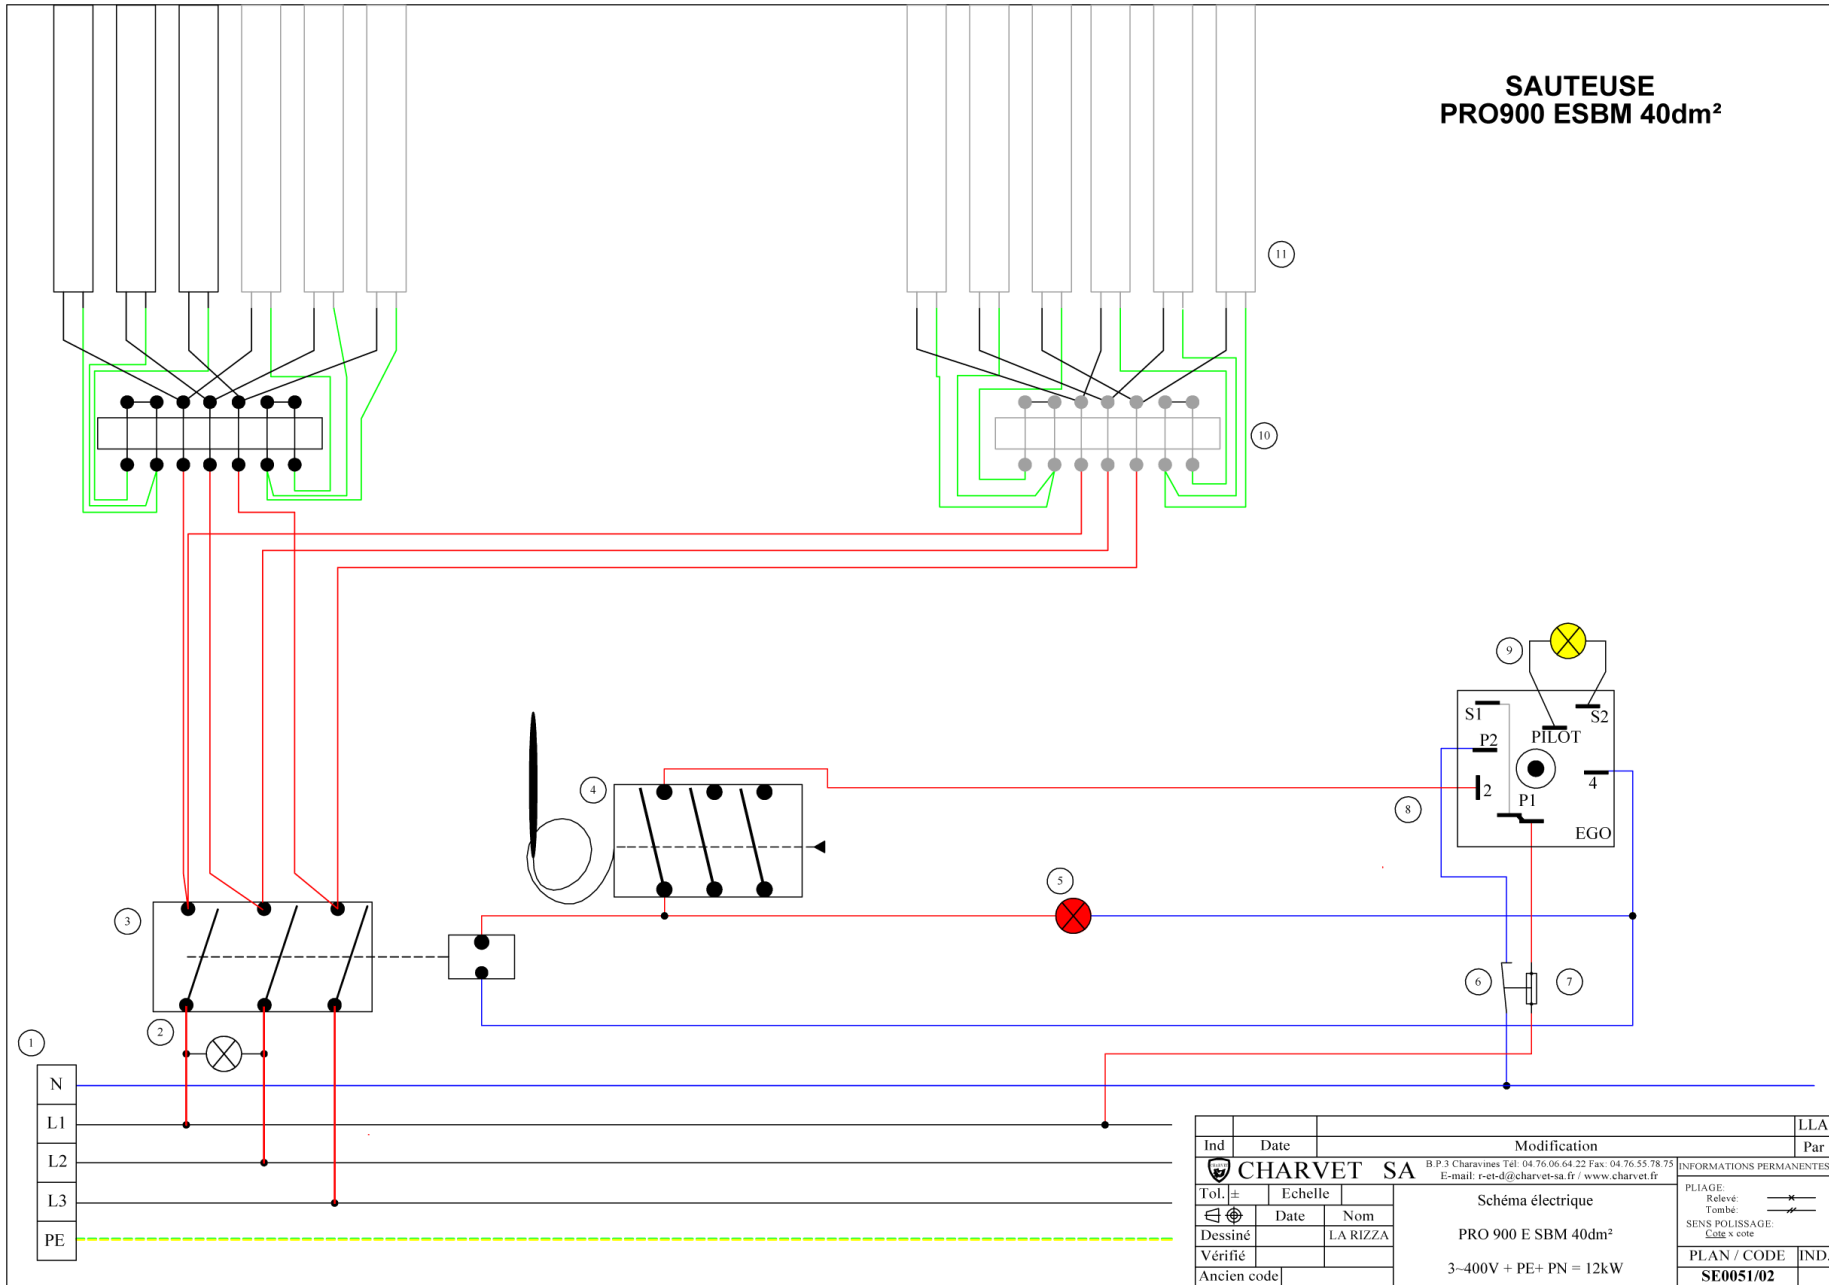 SAUTEUSE
PRO900 ESBM 40dm²
11
10
9
S1
S2
P2
PILOT
4
2
4
8
P1
EGO
5
3
6
7
2
1
N
L1
L2
L3
PE
LLA
Ind
Date
Modification
Par
CHARVET SA
B.P.3 Charavines Tél: 04.76.06.64.22 Fax: 04.76.55.78.75
E-mail: r-et-d@charvet-sa.fr / www.charvet.fr
INFORMATIONS PERMANENTES
Tol. ±
Echelle
Schéma électrique
PLIAGE:
Relevé:
Tombé:
Date
Nom
SENS POLISSAGE:
Cote x cote
Dessiné
LA RIZZA
PRO 900 E SBM 40dm²
Vérifié
PLAN / CODE
IND.
3~400V + PE+ PN = 12kW
Ancien code
SE0051/02